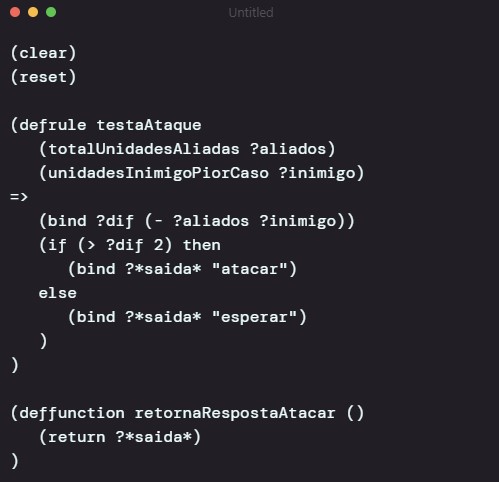 Untitled
(clear)
(reset)
(defrule testaAtaque
(totalUnidadesAliadas ?aliados)
(unidadesInimigoPiorCaso ?inimigo)
=>
(bind ?dif (- ?aliados ?inimigo))
(if (> ?dif 2) then
(bind ?*saida* "atacar")
else
(bind ?*saida* "esperar")
)
)
(deffunction retornaRespostaAtacar ()
(return ?*saida*)
)